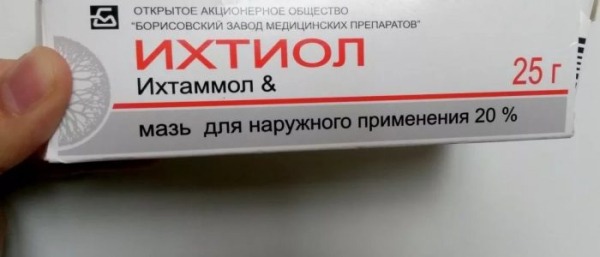 ОТКРЫТОЕ АКЦИОНЕРНОЕ ОБЩЕСТВО
"БОРИСОВСКИЙ ЗАВОД МЕДИЦИНСКИХ ПРЕПАРАТОВ"
ИХТИОЛ
Ихтаммол &
25 г
мазь для наружного применения 20 %